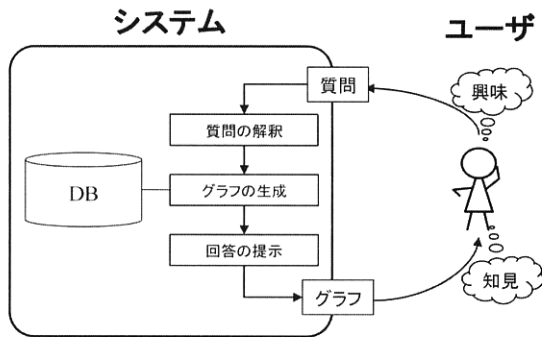 システム
ユーザ
質問
興味
質問の解釈
DB
グラフの生成
回答の提示
グラフ
知見